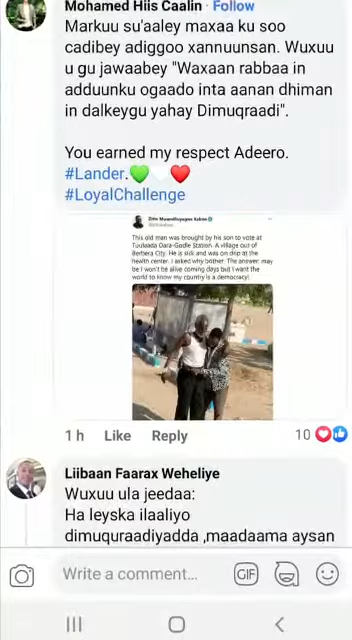 Mohamed Hiis Caalin · Follow
Markuu su'aaley maxaa ku soo
cadibey adiggoo xannuunsan. Wuxuu
u gu jawaabey "Waxaan rabbaa in
adduunku ogaado inta aanan dhiman
in dalkeygu yahay Dimuqraadi".
You earned my respect Adeero.
#Lander.💚🤍❤️
#LoyalChallenge
This old man was brought by his son to vote at
Tuulaada Dara-Godle Station. A village out of
Berbera City. He is sick and was on drip at the
health center. I asked why bother. The answer: may
be I won't be alive coming days but I want the
world to know my country is a democracy!
1 h Like Reply 10
Liibaan Faarax Weheliye
Wuxuu ula jeedaa:
Ha leyska ilaaliyo
dimuquraadiyadda ,maadaama aysan
Write a comment...
GIF